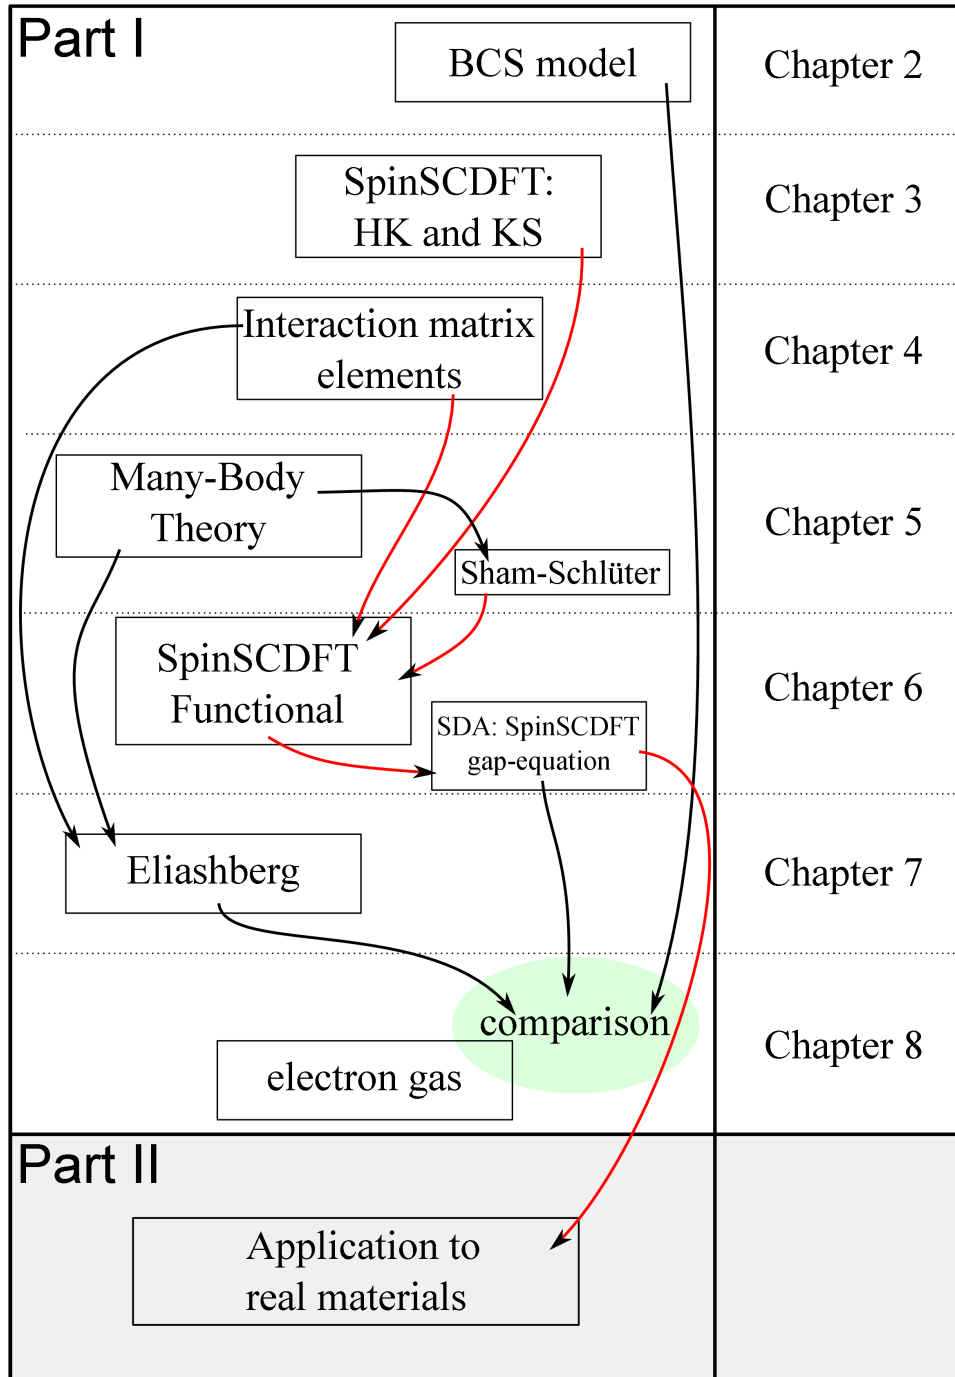 Part I
BCS model
Chapter 2
SpinSCDFT:
HK and KS
Chapter 3
Interaction matrix
elements
Chapter 4
Many-Body
Theory
Sham-Schlüter
Chapter 5
SpinSCDFT
Functional
SDA: SpinSCDFT
gap-equation
Chapter 6
Eliashberg
Chapter 7
comparison
electron gas
Chapter 8
Part II
Application to
real materials